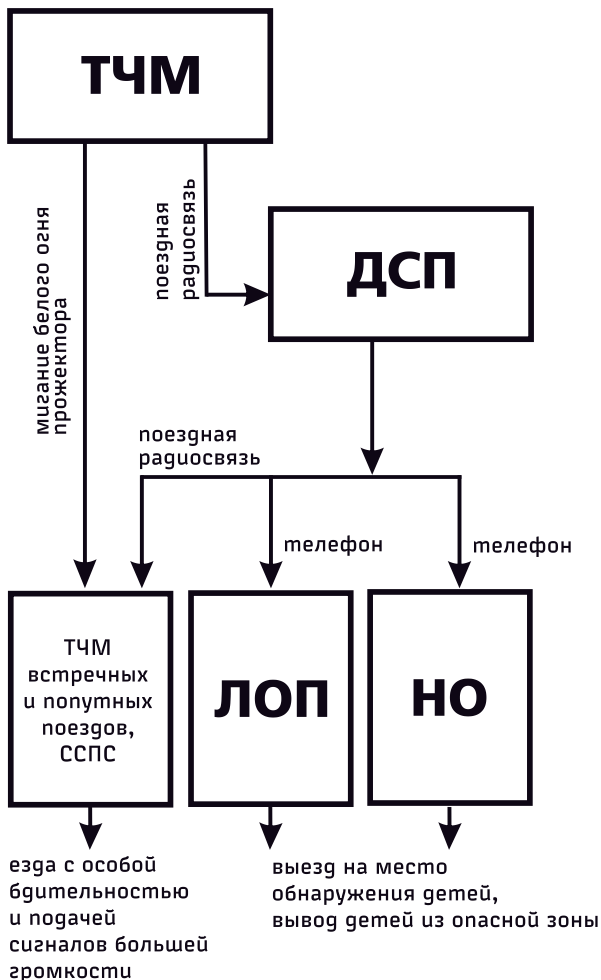 ТЧМ
мигание белого огня
прожектора
поездная
радиосвязь
ДСП
поездная
радиосвязь
телефон
телефон
ТЧМ
встречных
и попутных
поездов,
ССПС
ЛОП
НО
езда с особой
бдительностью
и подачей
сигналов большей
громкости
выезд на место
обнаружения детей,
вывод детей из опасной зоны